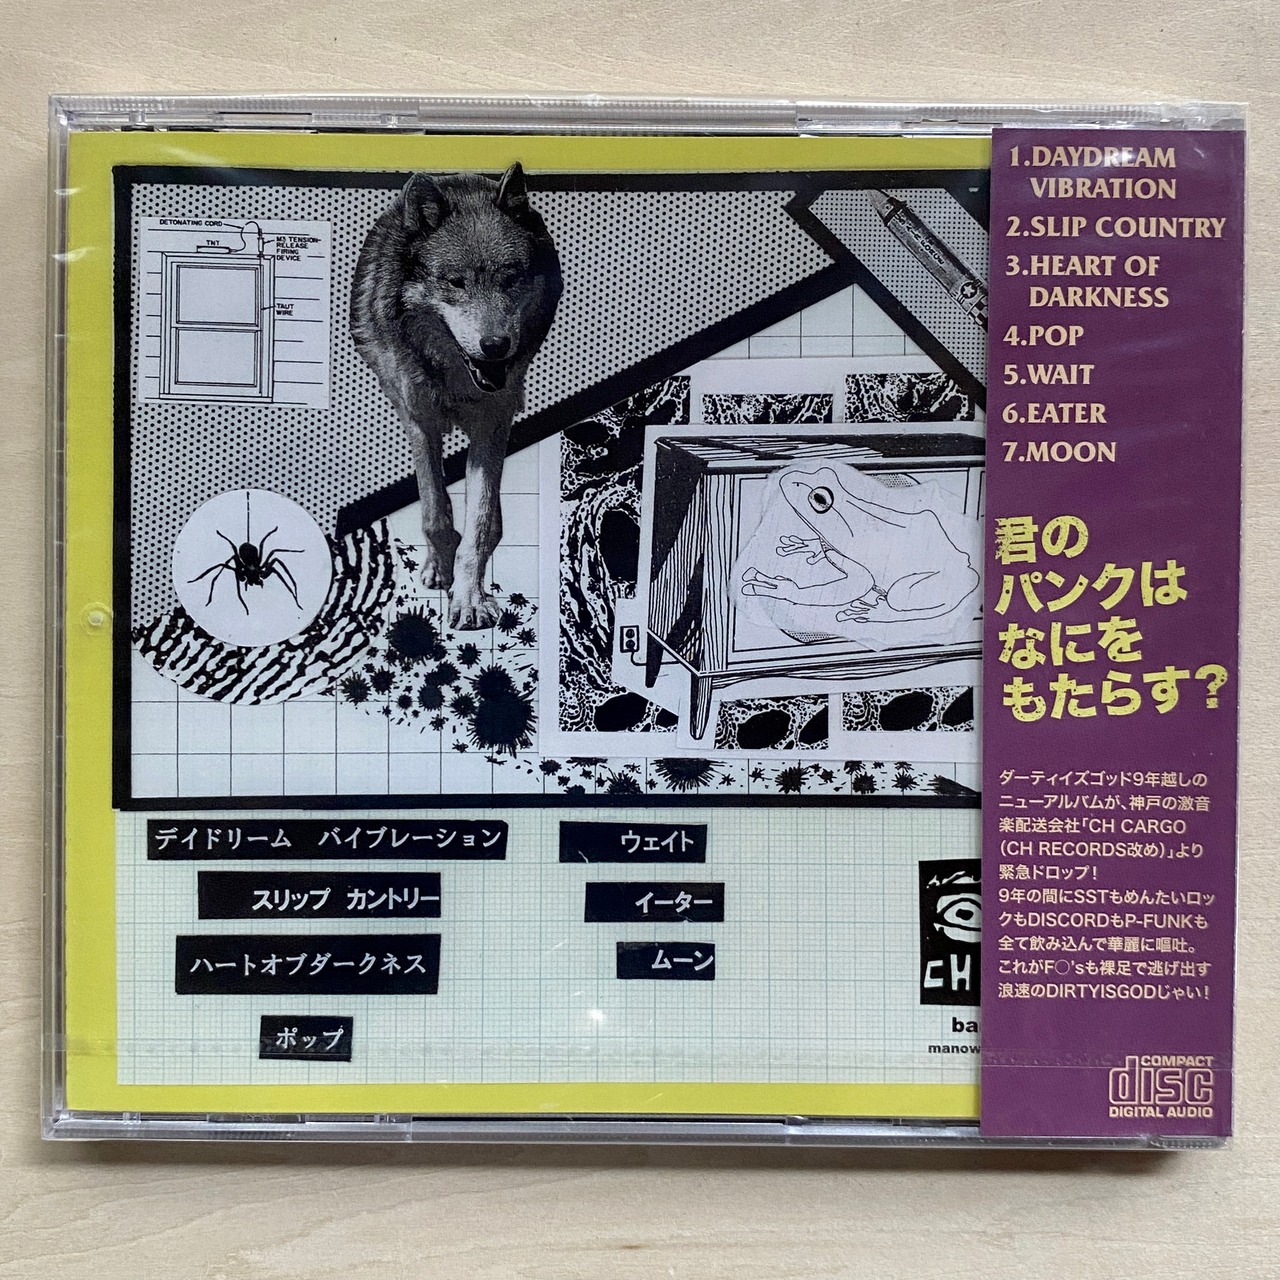 DETONATING CORD
TNT
M3 TENSION-
RELEASE
FIRING
DEVICE
TAUT
WIRE
デイドリーム バイブレーション
スリップ カントリー
ハートオブダークネス
ポップ
ウェイト
イーター
ムーン
CH
ba
manow
1.DAYDREAM
VIBRATION
2.SLIP COUNTRY
3.HEART OF
DARKNESS
4.POP
5.WAIT
6.EATER
7.MOON
君の
パンクは
なにを
もたらす?
ダーティイズゴッド9年越しの
ニューアルバムが、神戸の激音
楽配送会社「CH CARGO
(CH RECORDS改め)」より
緊急ドロップ!
9年の間にSSTもめんたいロッ
クもDISCORDもP-FUNKも
全て飲み込んで華麗に嘔吐。
これがF○'sも裸足で逃げ出す
浪速のDIRTYISGODじゃい!
COMPACT
disc
DIGITAL AUDIO